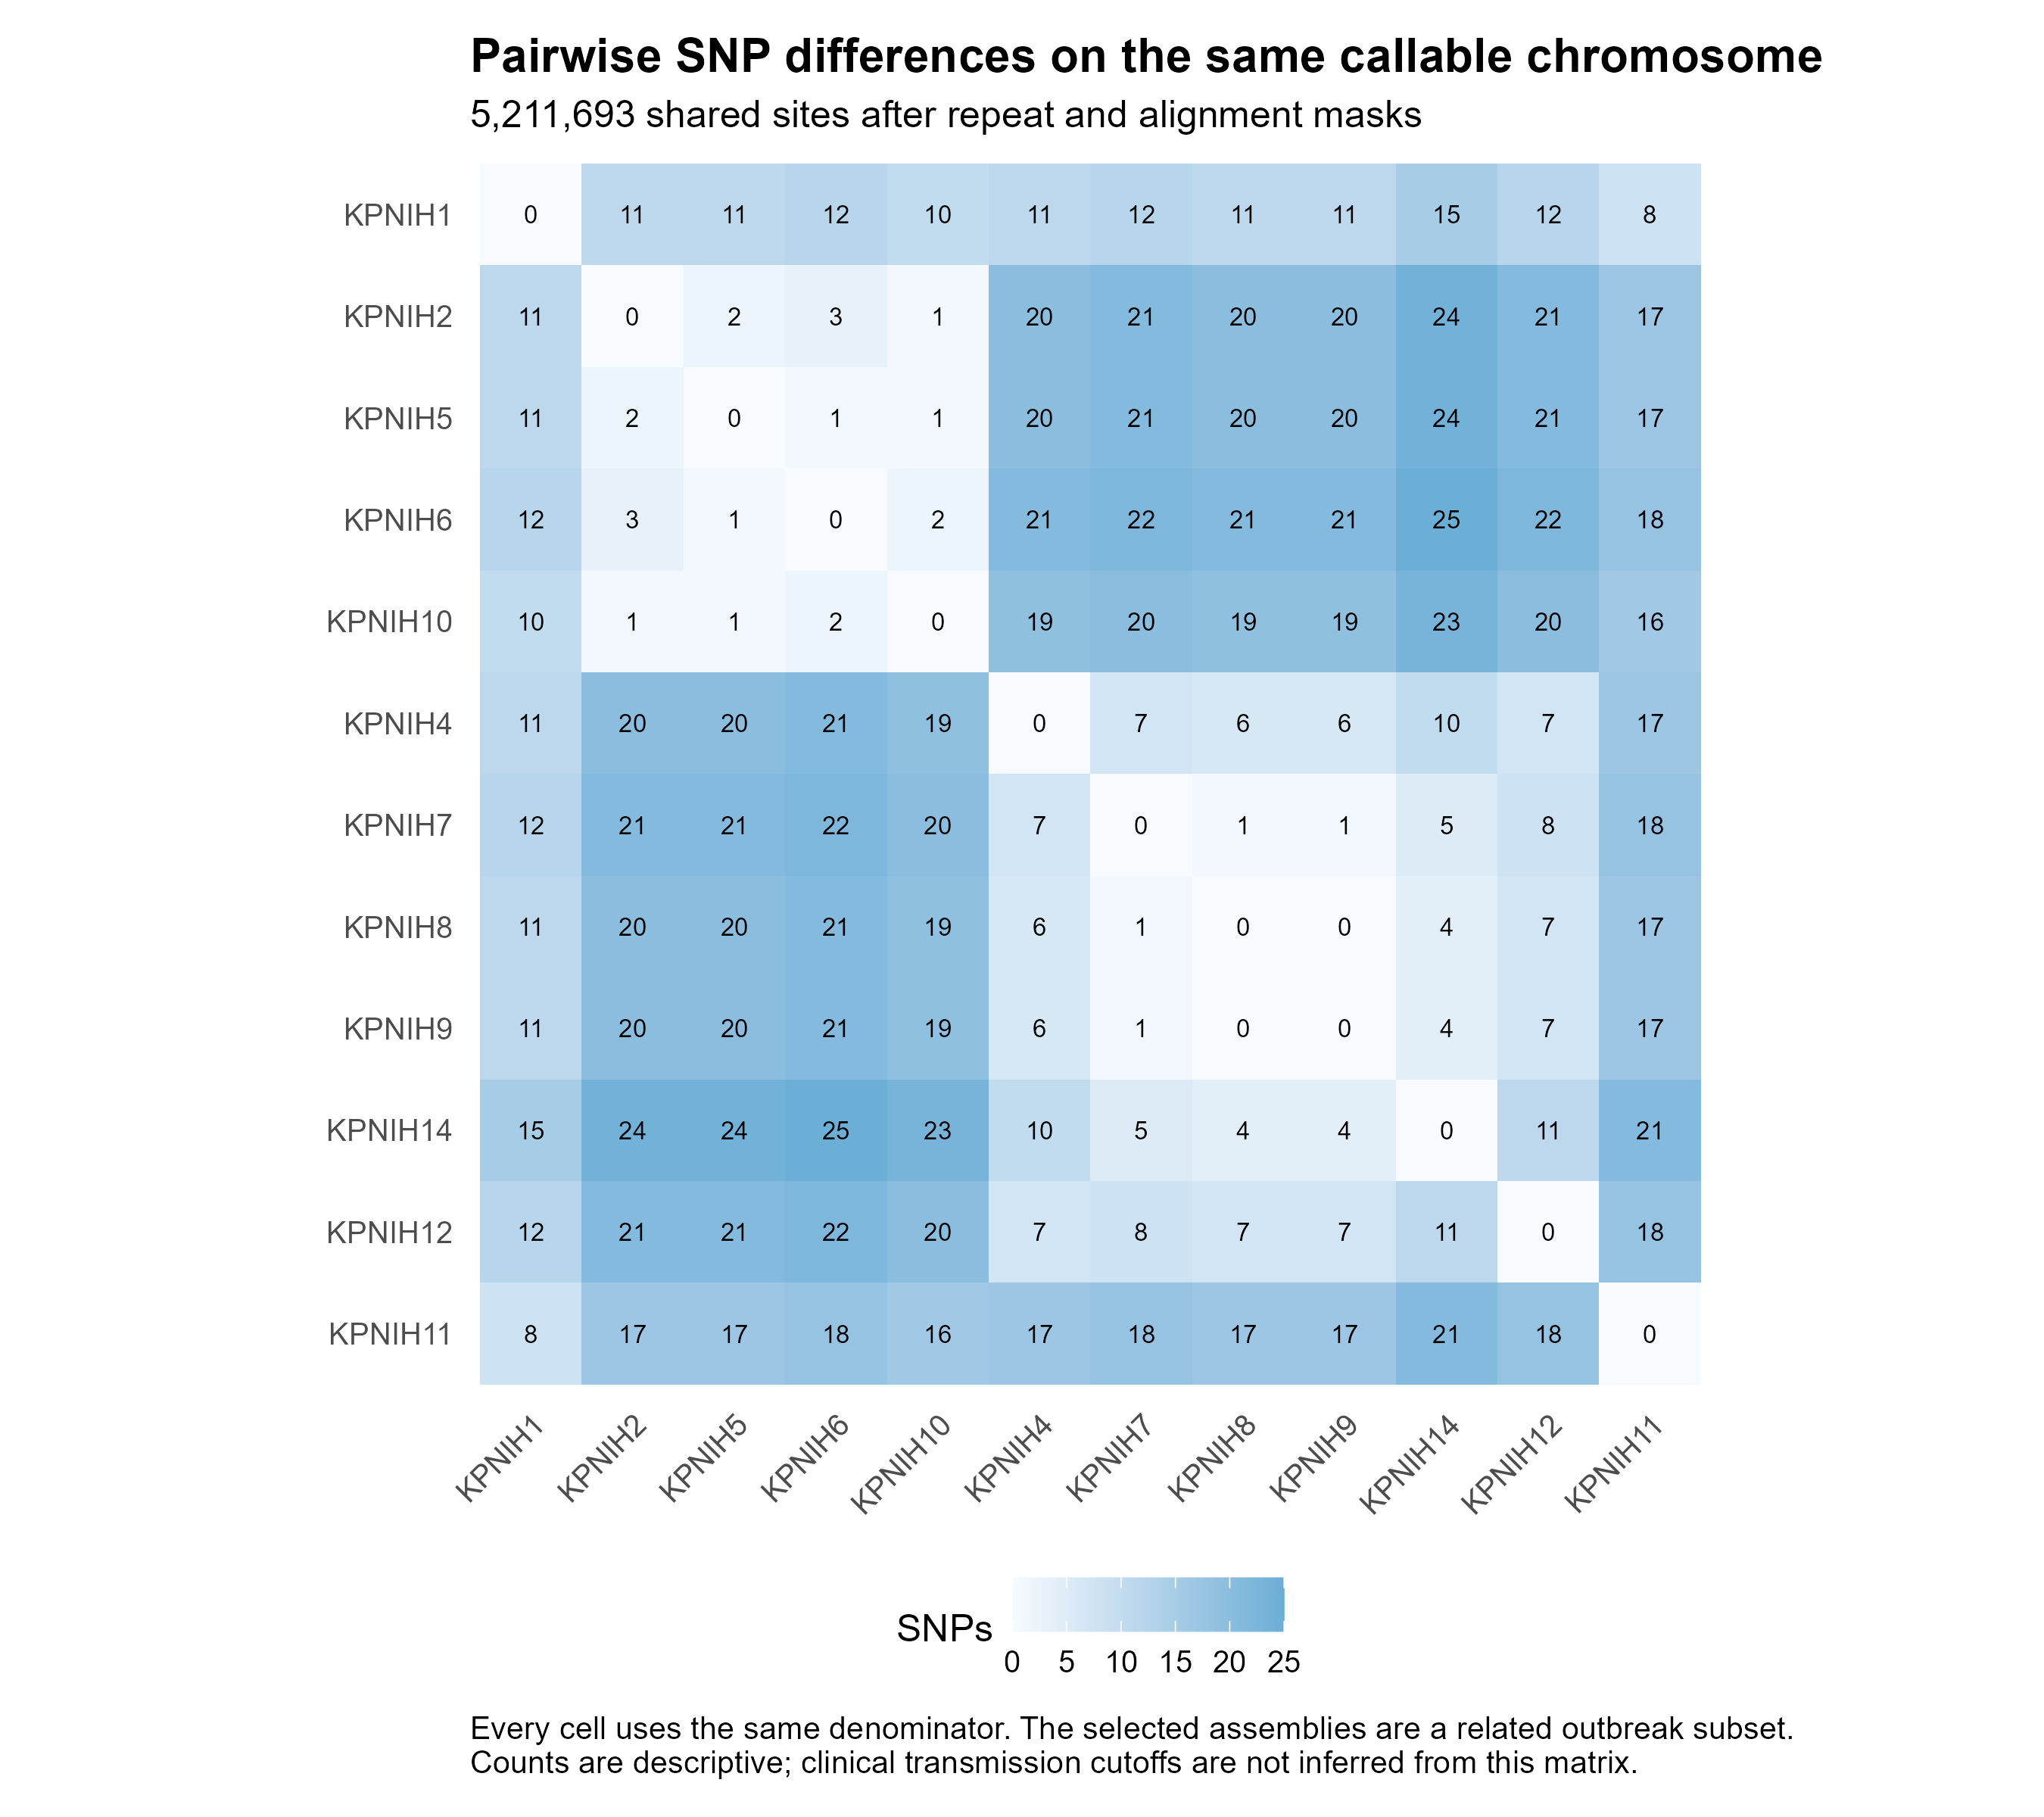 Pairwise SNP differences on the same callable chromosome
5,211,693 shared sites after repeat and alignment masks
KPNIH1 0 11 11 12 10 11 12 11 11 15 12 8
KPNIH2 11 0 2 3 1 20 21 20 20 24 21 17
KPNIH5 11 2 0 1 1 20 21 20 20 24 21 17
KPNIH6 12 3 1 0 2 21 22 21 21 25 22 18
KPNIH10 10 1 1 2 0 19 20 19 19 23 20 16
KPNIH4 11 20 20 21 19 0 7 6 6 10 7 17
KPNIH7 12 21 21 22 20 7 0 1 1 5 8 18
KPNIH8 11 20 20 21 19 6 1 0 0 4 7 17
KPNIH9 11 20 20 21 19 6 1 0 0 4 7 17
KPNIH14 15 24 24 25 23 10 5 4 4 0 11 21
KPNIH12 12 21 21 22 20 7 8 7 7 11 0 18
KPNIH11 8 17 17 18 16 17 18 17 17 21 18 0
KPNIH1 KPNIH2 KPNIH5 KPNIH6 KPNIH10 KPNIH4 KPNIH7 KPNIH8 KPNIH9 KPNIH14 KPNIH12 KPNIH11
SNPs
0 5 10 15 20 25
Every cell uses the same denominator. The selected assemblies are a related outbreak subset.
Counts are descriptive; clinical transmission cutoffs are not inferred from this matrix.